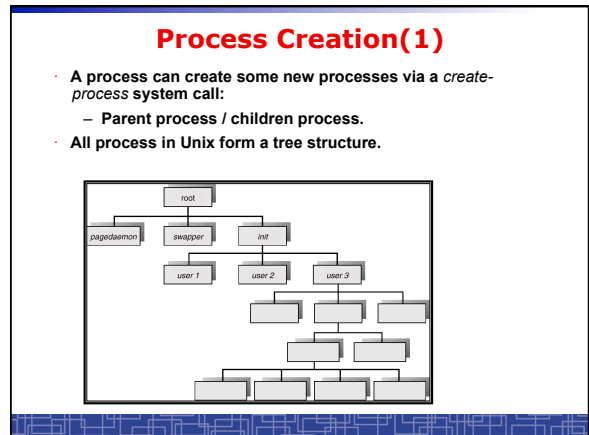 Process Creation(1)
· A process can create some new processes via a create-
process system call:
– Parent process / children process.
· All process in Unix form a tree structure.
root
pagedaemon swapper init
user 1 user 2 user 3